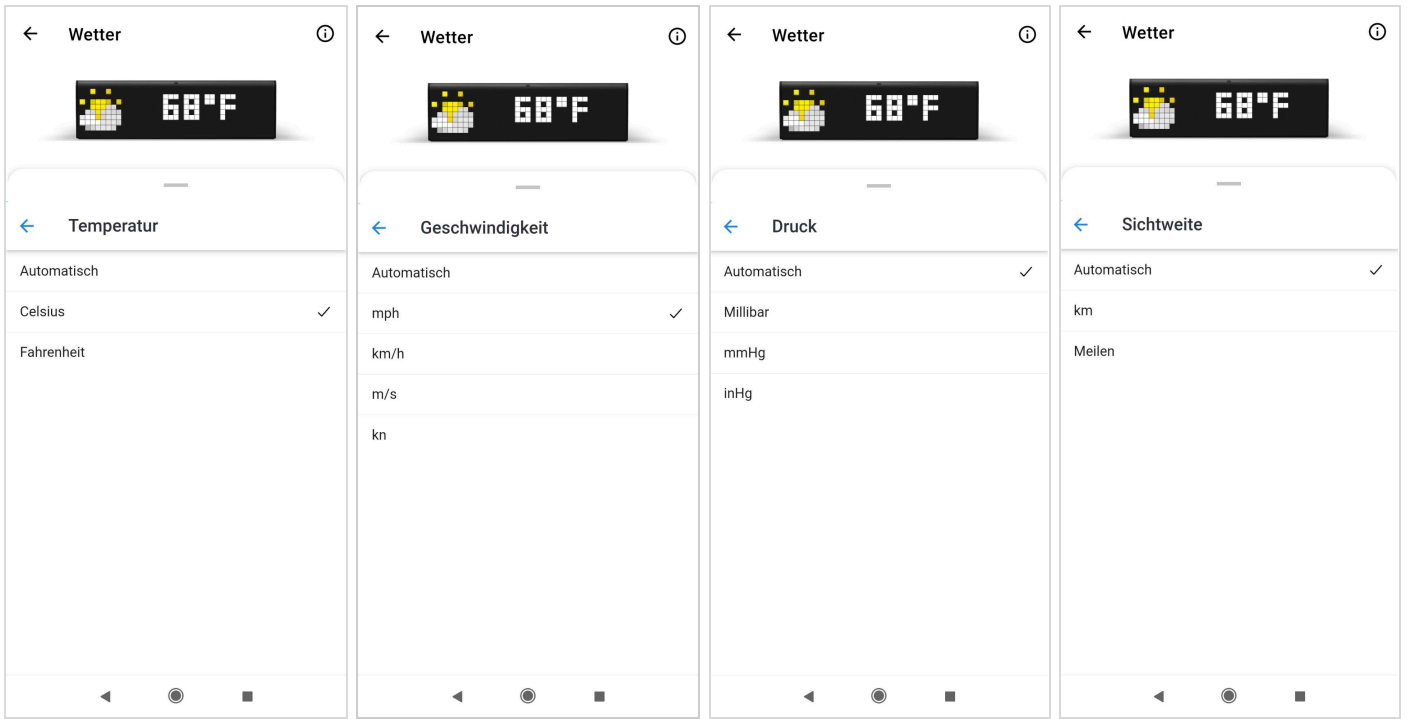 Wetter
68°F
Temperatur
Automatisch
Celsius
Fahrenheit
Wetter
68°F
Geschwindigkeit
Automatisch
mph
km/h
m/s
kn
Wetter
68°F
Druck
Automatisch
Millibar
mmHg
inHg
Wetter
68°F
Sichtweite
Automatisch
km
Meilen